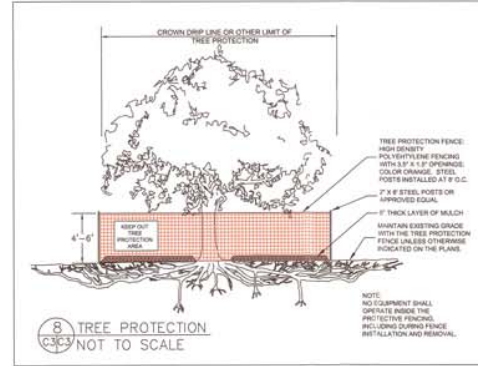 CROWN DRIP LINE OR OTHER LIMIT OF
TREE PROTECTION
TREE PROTECTION FENCE:
HIGH DENSITY
POLYEHTYLENE FENCING
WITH 3.5" X 1.5" OPENINGS;
COLOR ORANGE. STEEL
POSTS INSTALLED AT 8' O.C.
2" X 6' STEEL POSTS OR
APPROVED EQUAL
5" THICK LAYER OF MULCH
MAINTAIN EXISTING GRADE
WITH THE TREE PROTECTION
FENCE UNLESS OTHERWISE
INDICATED ON THE PLANS.
KEEP OUT
TREE
PROTECTION
AREA
4'-6'
NOTE:
NO EQUIPMENT SHALL
OPERATE INSIDE THE
PROTECTIVE FENCING,
INCLUDING DURING FENCE
INSTALLATION AND REMOVAL.
8 TREE PROTECTION
C3 C3 NOT TO SCALE